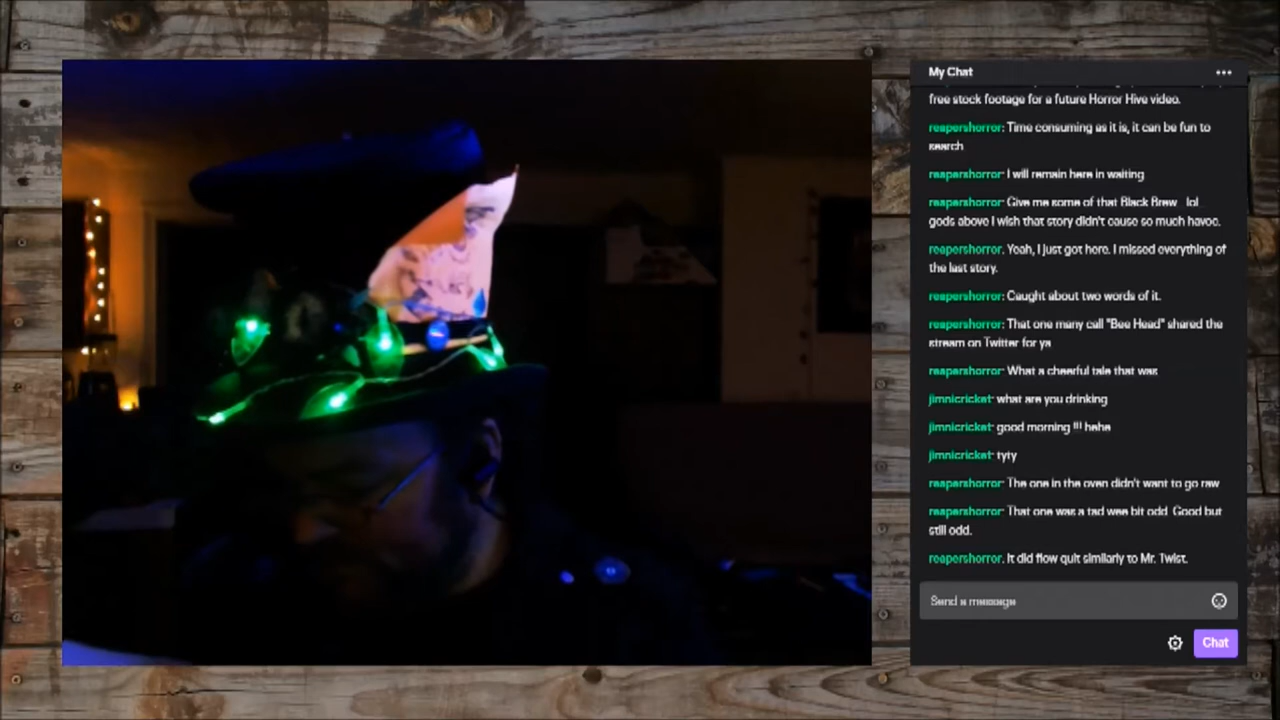 My Chat
free stock footage for a future Horror Hive video.
reapershorror: Time consuming as it is, it can be fun to
search
reapershorror: I will remain here in waiting
reapershorror: Give me some of that Black Brew... lol...
gods above I wish that story didn't cause so much havoc.
reapershorror: Yeah, I just got here. I missed everything of
the last story.
reapershorror: Caught about two words of it.
reapershorror: That one many call "Bee Head" shared the
stream on Twitter for ya
reapershorror: What a cheerful tale that was
jimnicricket: what are you drinking
jimnicricket: good morning !!! hehe
jimnicricket: tyty
reapershorror: The one in the oven didn't want to go raw
reapershorror: That one was a tad wee bit odd. Good but
still odd.
reapershorror: It did flow quit similarly to Mr. Twist.
Send a message
Chat